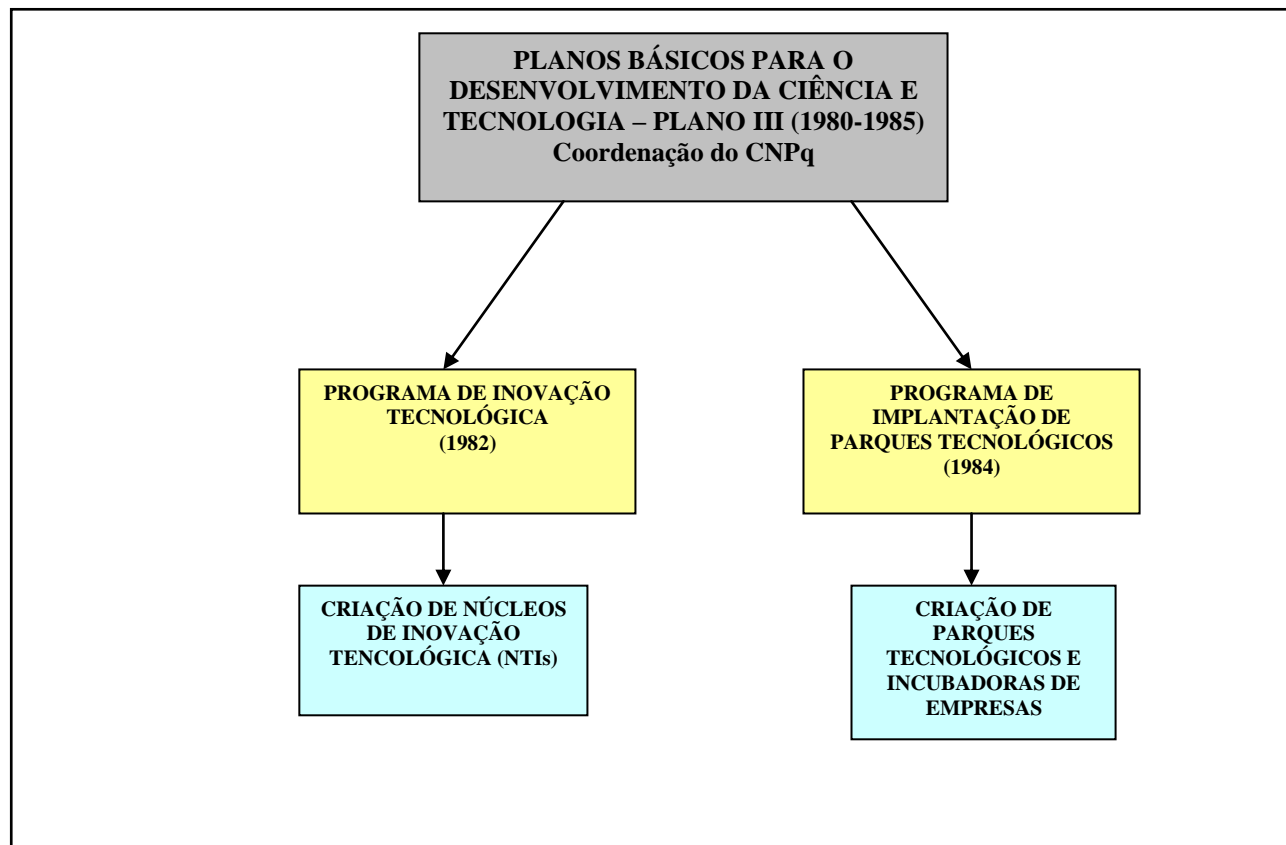 PLANOS BÁSICOS PARA O
DESENVOLVIMENTO DA CIÊNCIA E
TECNOLOGIA – PLANO III (1980-1985)
Coordenação do CNPq
PROGRAMA DE INOVAÇÃO
TECNOLÓGICA
(1982)
PROGRAMA DE
IMPLANTAÇÃO DE
PARQUES TECNOLÓGICOS
(1984)
CRIAÇÃO DE NÚCLEOS
DE INOVAÇÃO
TENCOLÓGICA (NTIs)
CRIAÇÃO DE
PARQUES
TECNOLÓGICOS E
INCUBADORAS DE
EMPRESAS